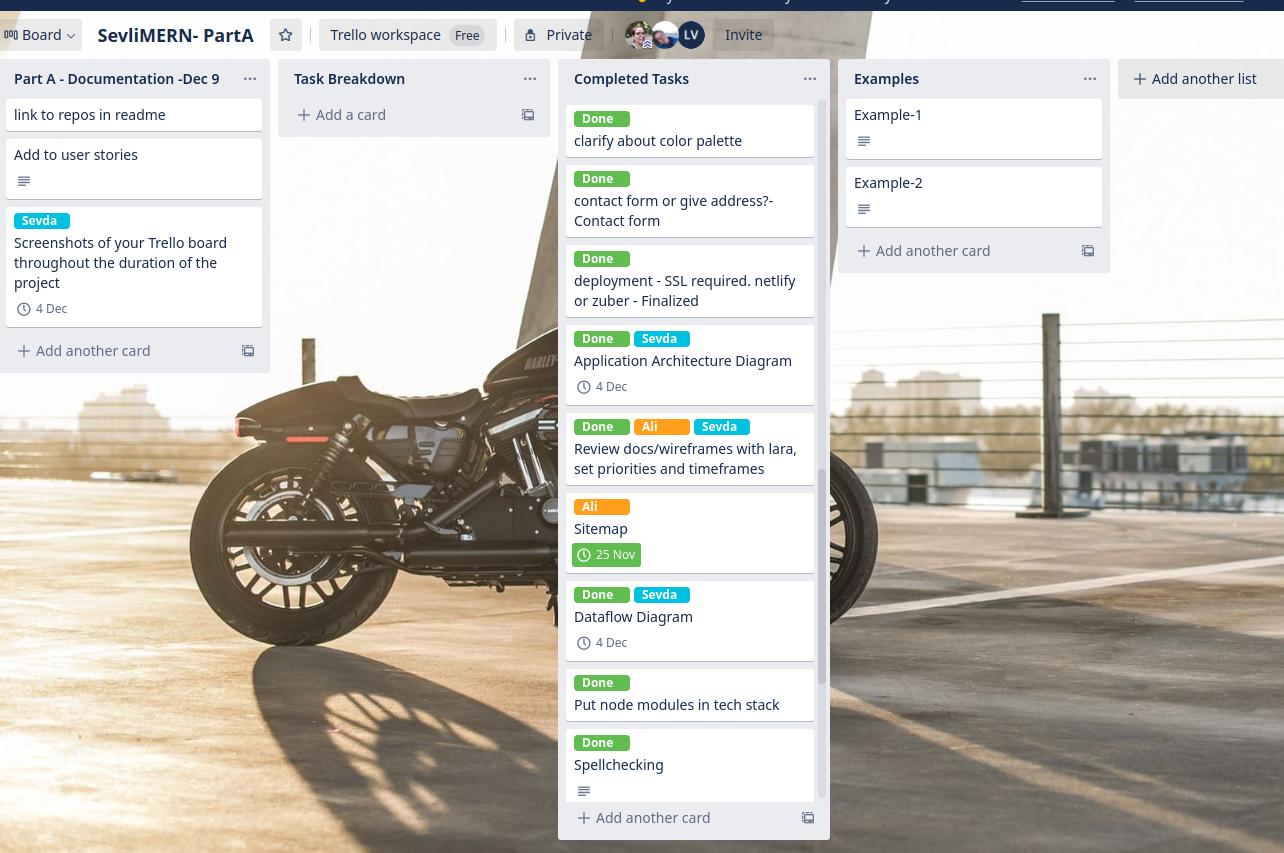 Board
SevliMERN- PartA
Trello workspace Free
Private
LV
Invite
Part A - Documentation -Dec 9
link to repos in readme
Add to user stories
Sevda
Screenshots of your Trello board
throughout the duration of the
project
4 Dec
Add another card
Task Breakdown
Add a card
Completed Tasks
Done
clarify about color palette
Done
contact form or give address?-
Contact form
Done
deployment - SSL required. netlify
or zuber - Finalized
Done Sevda
Application Architecture Diagram
4 Dec
Done Ali Sevda
Review docs/wireframes with lara,
set priorities and timeframes
Ali
Sitemap
25 Nov
Done Sevda
Dataflow Diagram
4 Dec
Done
Put node modules in tech stack
Done
Spellchecking
Add another card
Examples
Example-1
Example-2
Add another card
Add another list